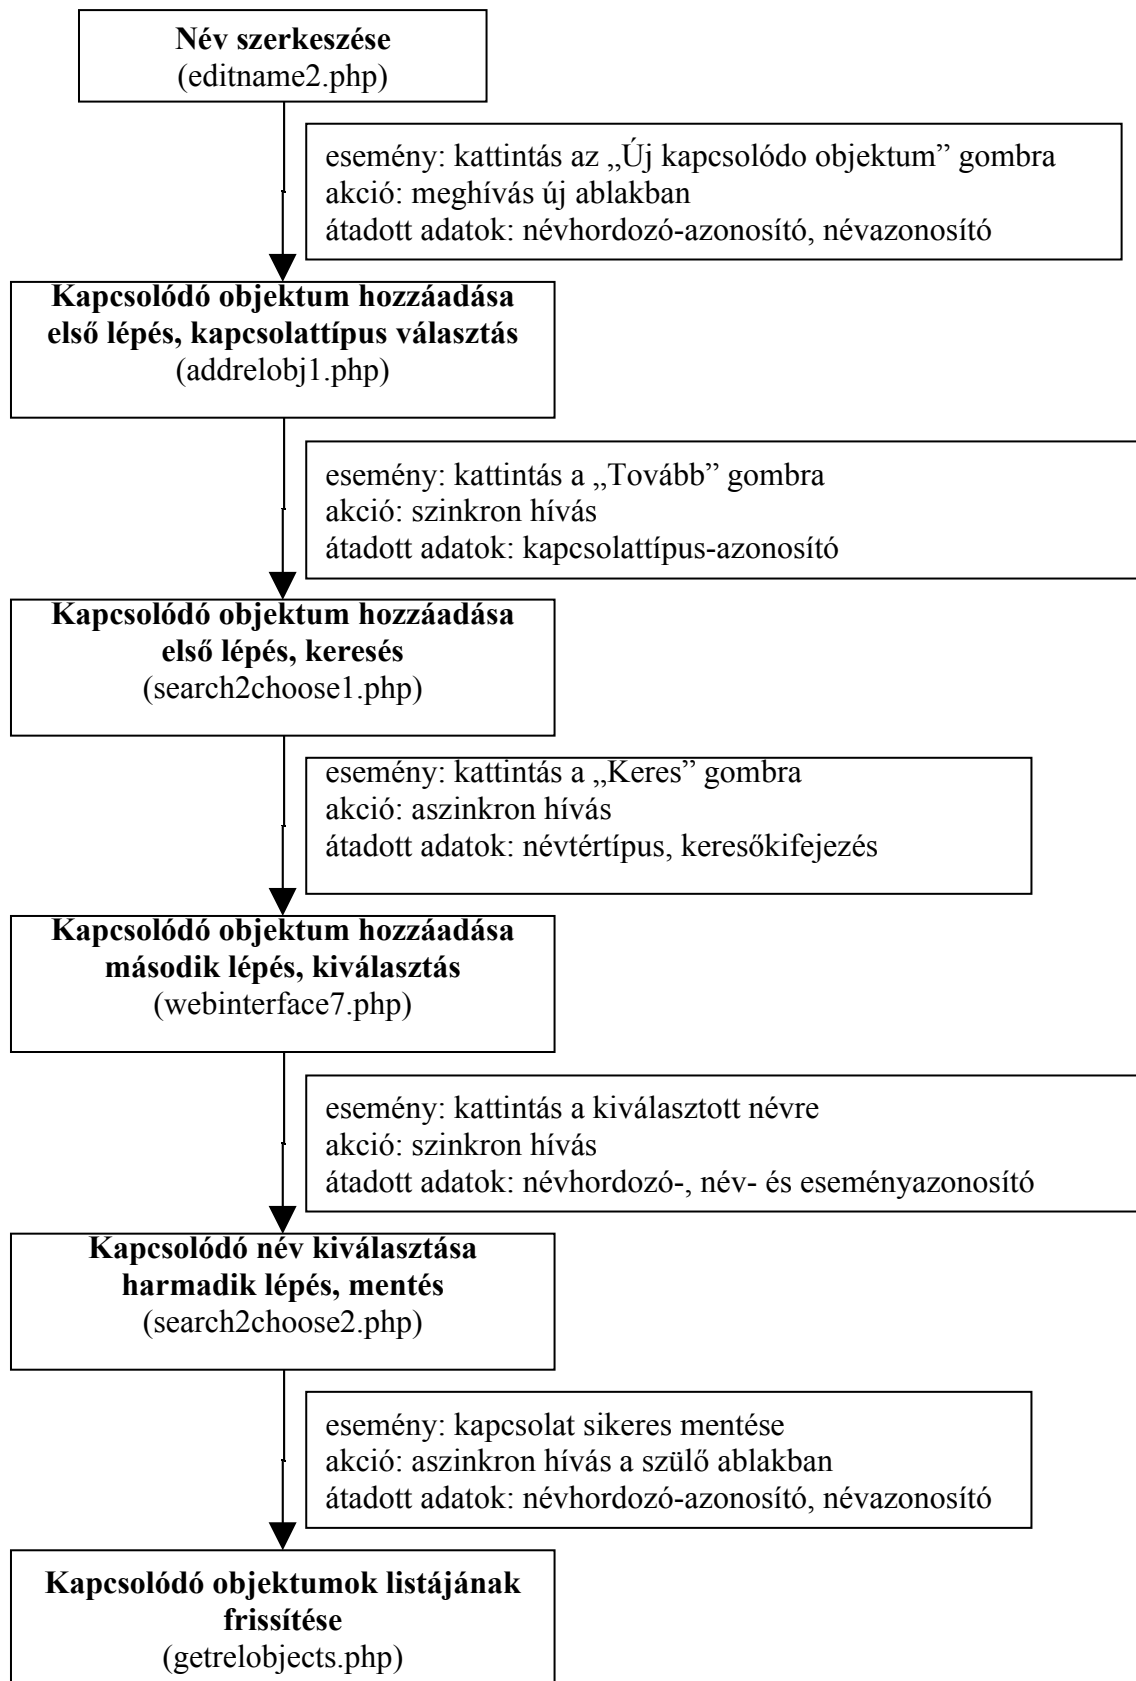 Név szerkeszése
(editname2.php)
esemény: kattintás az „Új kapcsolódo objektum” gombra
akció: meghívás új ablakban
átadott adatok: névhordozó-azonosító, névazonosító
Kapcsolódó objektum hozzáadása
első lépés, kapcsolattípus választás
(addrelobj1.php)
esemény: kattintás a „Tovább” gombra
akció: szinkron hívás
átadott adatok: kapcsolattípus-azonosító
Kapcsolódó objektum hozzáadása
első lépés, keresés
(search2choose1.php)
esemény: kattintás a „Keres” gombra
akció: aszinkron hívás
átadott adatok: névtértípus, keresőkifejezés
Kapcsolódó objektum hozzáadása
második lépés, kiválasztás
(webinterface7.php)
esemény: kattintás a kiválasztott névre
akció: szinkron hívás
átadott adatok: névhordozó-, név- és eseményazonosító
Kapcsolódó név kiválasztása
harmadik lépés, mentés
(search2choose2.php)
esemény: kapcsolat sikeres mentése
akció: aszinkron hívás a szülő ablakban
átadott adatok: névhordozó-azonosító, névazonosító
Kapcsolódó objektumok listájának
frissítése
(getrelobjects.php)